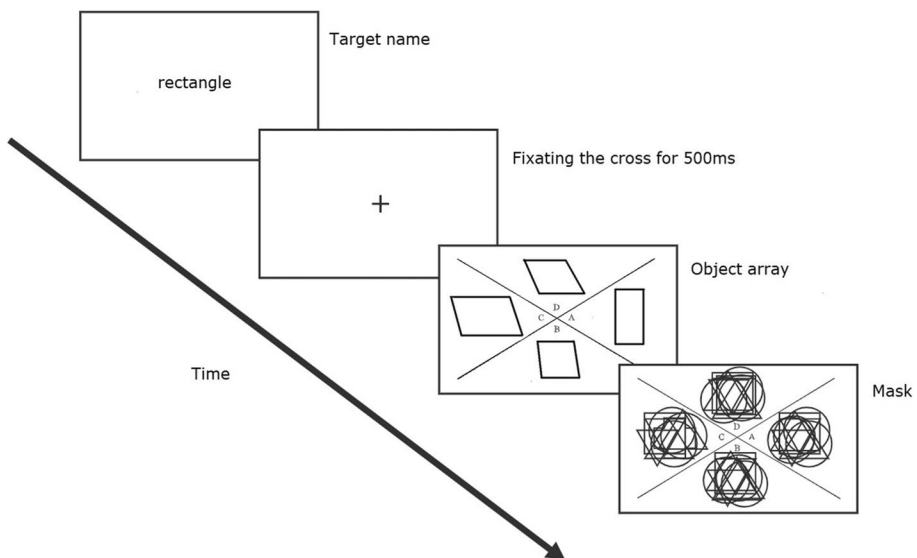 Target name
rectangle
Fixating the cross for 500ms
Object array
D
C A
B
Time
Mask
D
C A
B